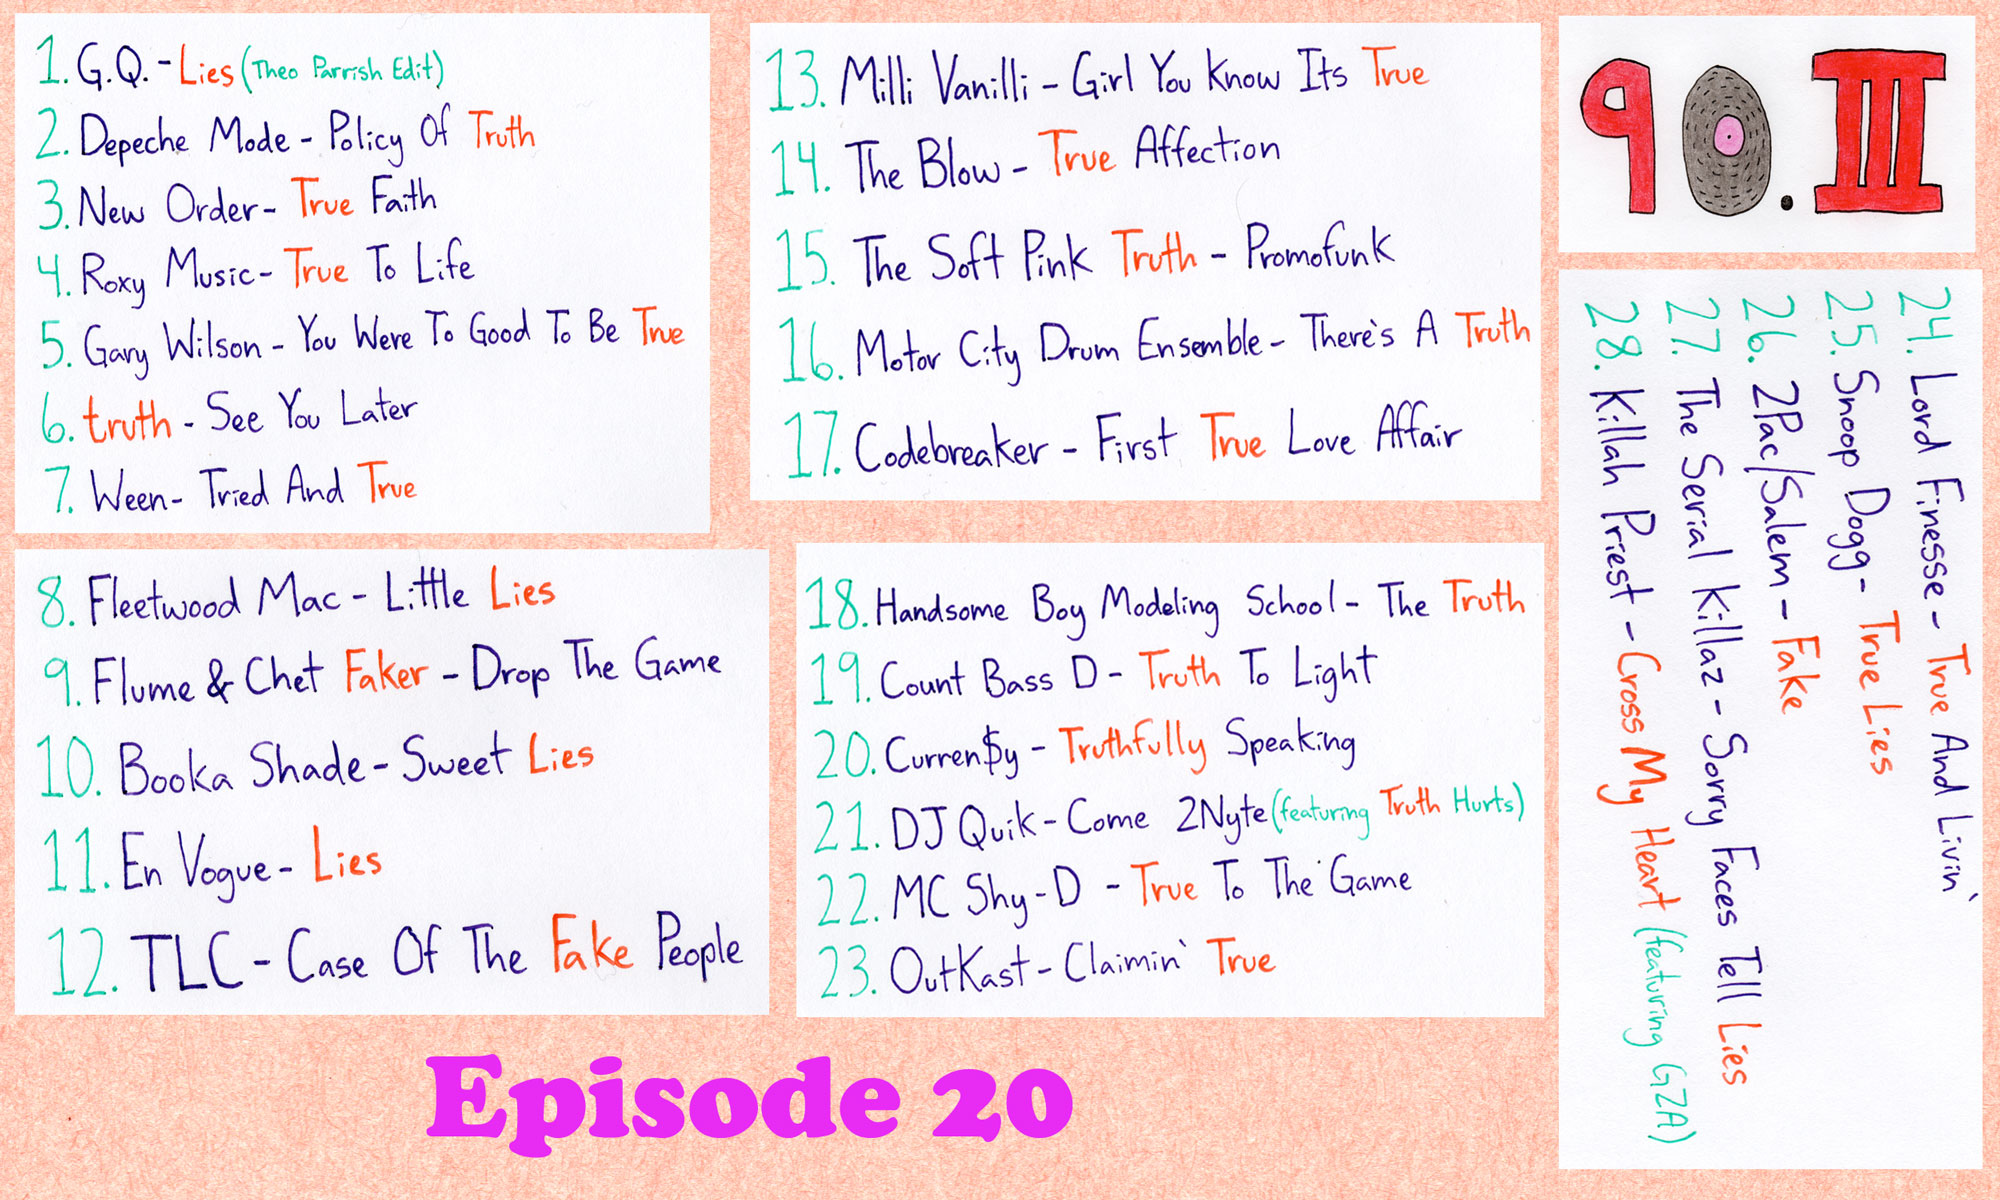 1. G.Q. - Lies (Theo Parrish Edit)
2. Depeche Mode - Policy Of Truth
3. New Order - True Faith
4. Roxy Music - True To Life
5. Gary Wilson - You Were To Good To Be True
6. truth - See You Later
7. Ween - Tried And True
8. Fleetwood Mac - Little Lies
9. Flume & Chet Faker - Drop The Game
10. Booka Shade - Sweet Lies
11. En Vogue - Lies
12. TLC - Case Of The Fake People
13. Milli Vanilli - Girl You Know Its True
14. The Blow - True Affection
15. The Soft Pink Truth - Promofunk
16. Motor City Drum Ensemble - There's A Truth
17. Codebreaker - First True Love Affair
18. Handsome Boy Modeling School - The Truth
19. Count Bass D - Truth To Light
20. Curren$y - Truthfully Speaking
21. DJ Quik - Come 2Nyte (featuring Truth Hurts)
22. MC Shy-D - True To The Game
23. OutKast - Claimin' True
90.III
24. Lord Finesse - True And Livin'
25. Snoop Dogg - True Lies
26. 2Pac/Salem - Fake
27. The Serial Killaz - Sorry Faces Tell Lies
28. Killah Priest - Cross My Heart (featuring GZA)
Episode 20